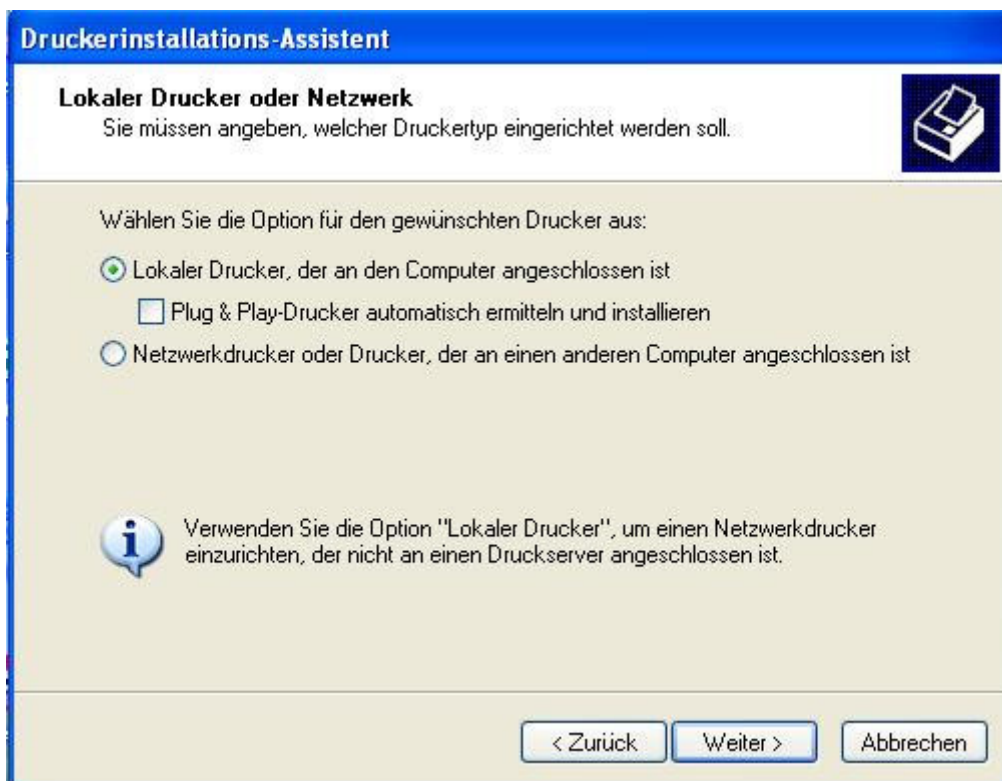 Druckerinstallations-Assistent
Lokaler Drucker oder Netzwerk
Sie müssen angeben, welcher Druckertyp eingerichtet werden soll.
Wählen Sie die Option für den gewünschten Drucker aus:
Lokaler Drucker, der an den Computer angeschlossen ist
Plug & Play-Drucker automatisch ermitteln und installieren
Netzwerkdrucker oder Drucker, der an einen anderen Computer angeschlossen ist
Verwenden Sie die Option "Lokaler Drucker", um einen Netzwerkdrucker
einzurichten, der nicht an einen Druckserver angeschlossen ist.
< Zurück Weiter > Abbrechen